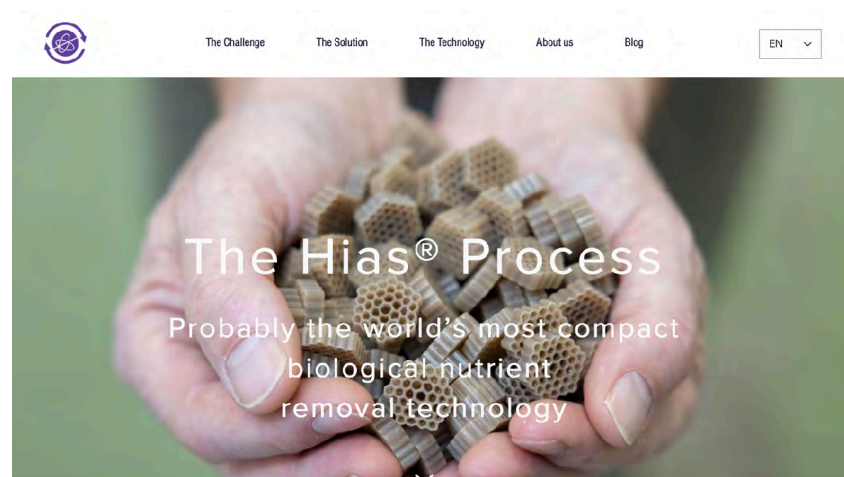 The Challenge
The Solution
The Technology
About us
Blog
EN
The Hias® Process
Probably the world's most compact
biological nutrient
removal technology